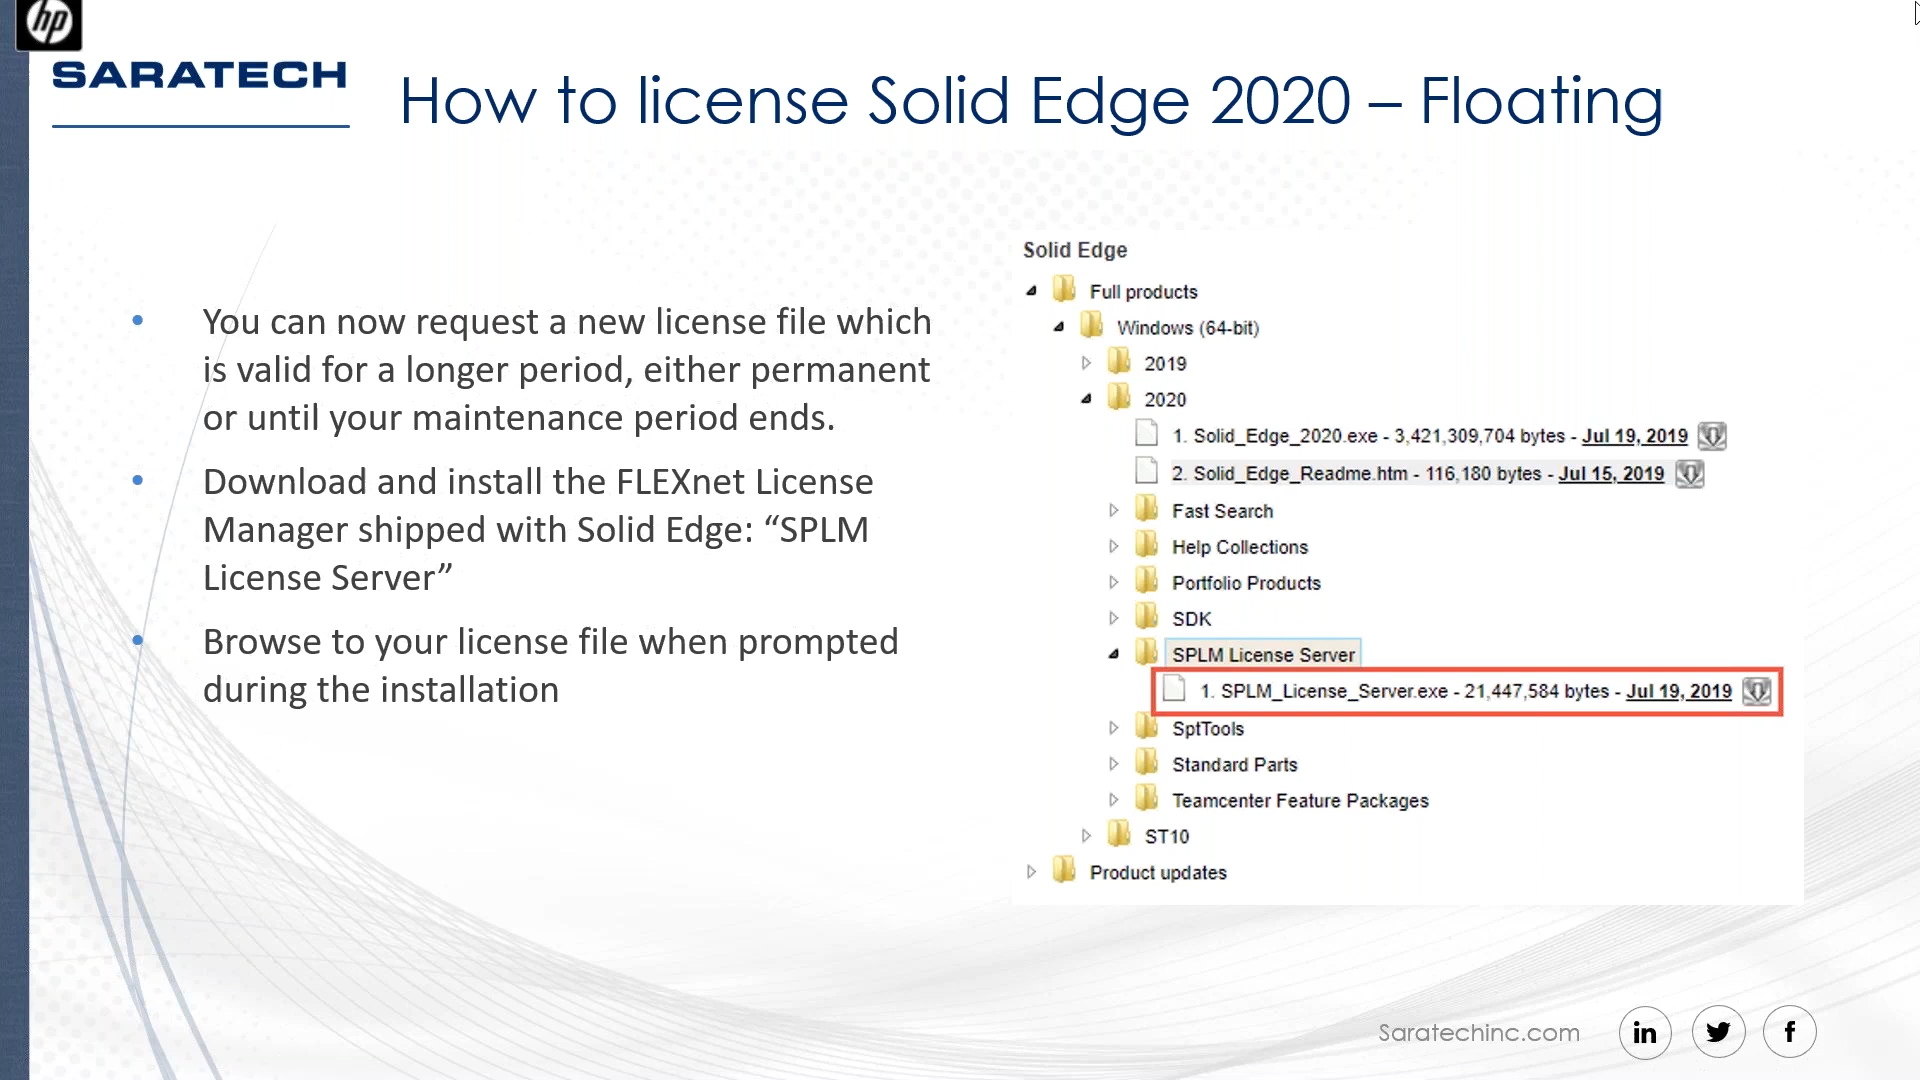 hp
SARATECH
How to license Solid Edge 2020 – Floating
• You can now request a new license file which
is valid for a longer period, either permanent
or until your maintenance period ends.
• Download and install the FLEXnet License
Manager shipped with Solid Edge: “SPLM
License Server”
• Browse to your license file when prompted
during the installation
Solid Edge
Full products
Windows (64-bit)
2019
2020
1. Solid_Edge_2020.exe - 3,421,309,704 bytes - Jul 19, 2019
2. Solid_Edge_Readme.htm - 116,180 bytes - Jul 15, 2019
Fast Search
Help Collections
Portfolio Products
SDK
SPLM License Server
1. SPLM_License_Server.exe - 21,447,584 bytes - Jul 19, 2019
SptTools
Standard Parts
Teamcenter Feature Packages
ST10
Product updates
Saratechinc.com
in
f